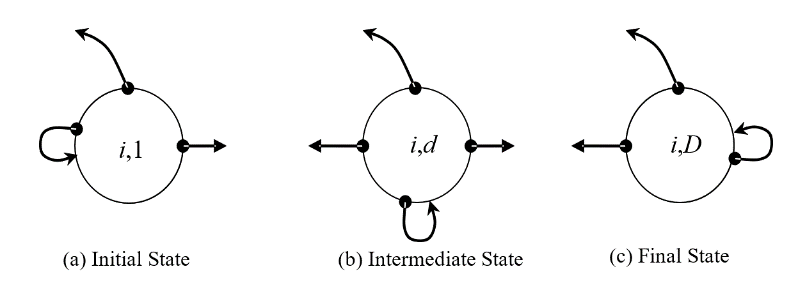 i,1
i,d
i,D
(a) Initial State
(b) Intermediate State
(c) Final State